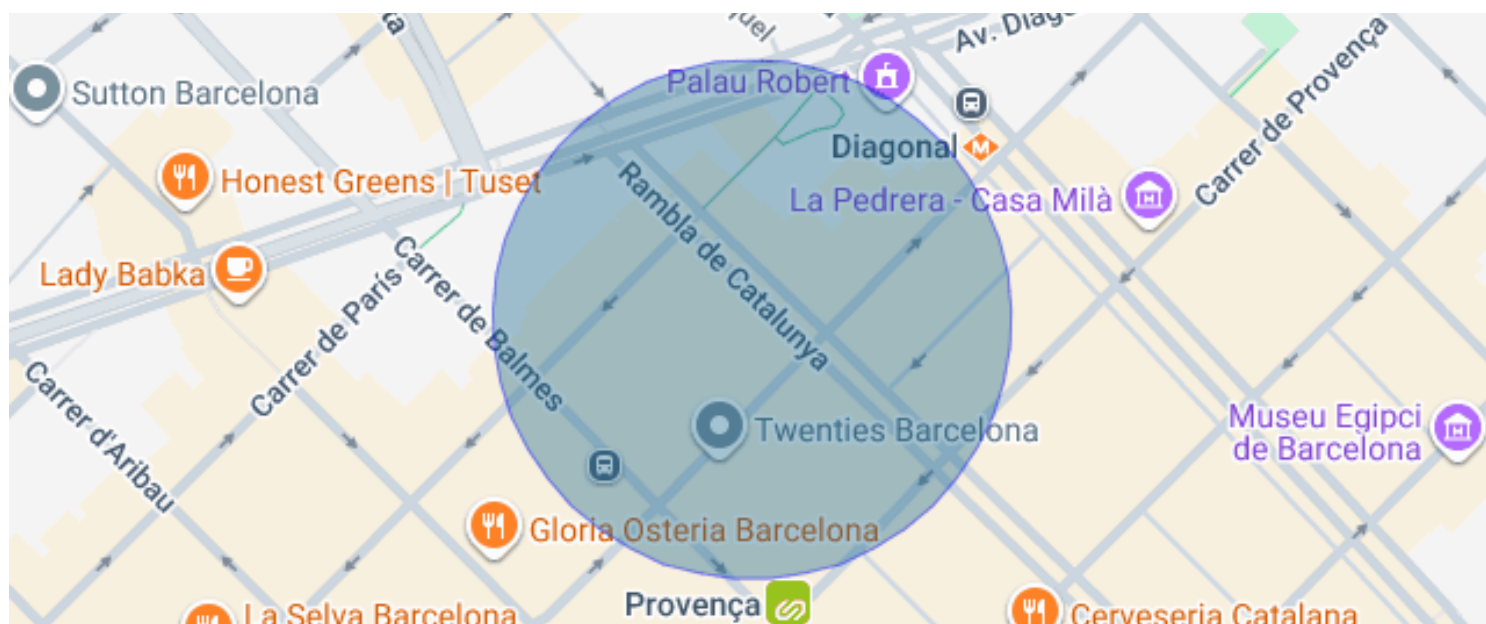 Av. Diago
Palau Robert
Sutton Barcelona
Diagonal
Carrer de Provença
Honest Greens | Tuset
La Pedrera - Casa Milà
Rambla de Catalunya
Lady Babka
Carrer de París
Carrer de Balmes
Carrer d'Aribau
Twenties Barcelona
Museu Egipci
de Barcelona
Gloria Osteria Barcelona
Provença
La Selva Barcelona
Cerveseria Catalana